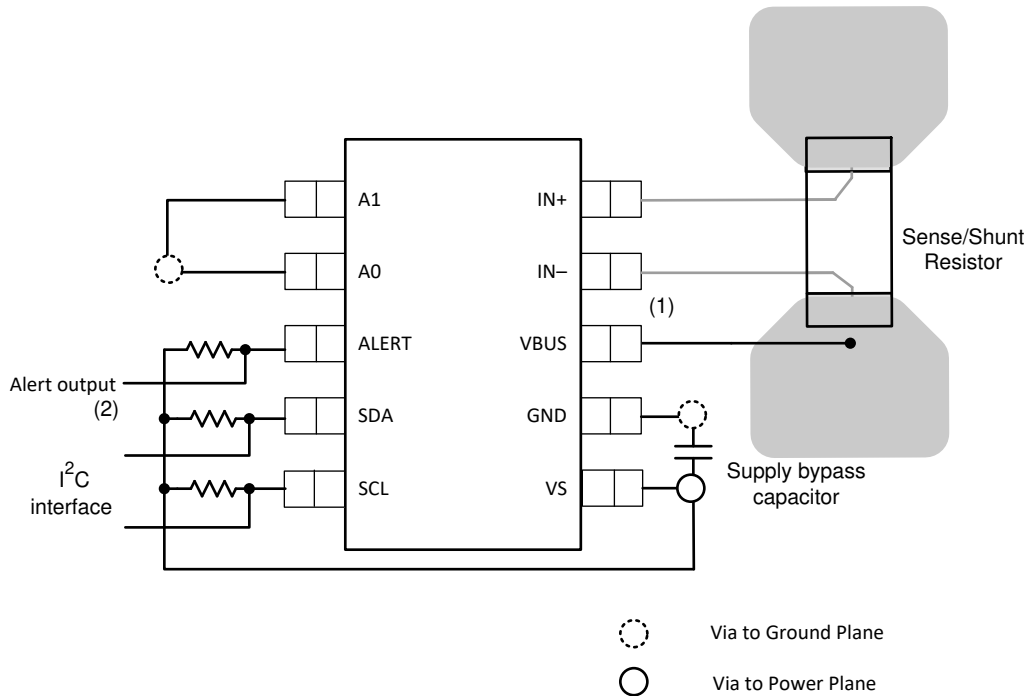 A1
IN+
Sense/Shunt
Resistor
A0
IN–
(1)
ALERT
VBUS
Alert output
(2)
SDA
GND
I²C
interface
SCL
VS
Supply bypass
capacitor
Via to Ground Plane
Via to Power Plane